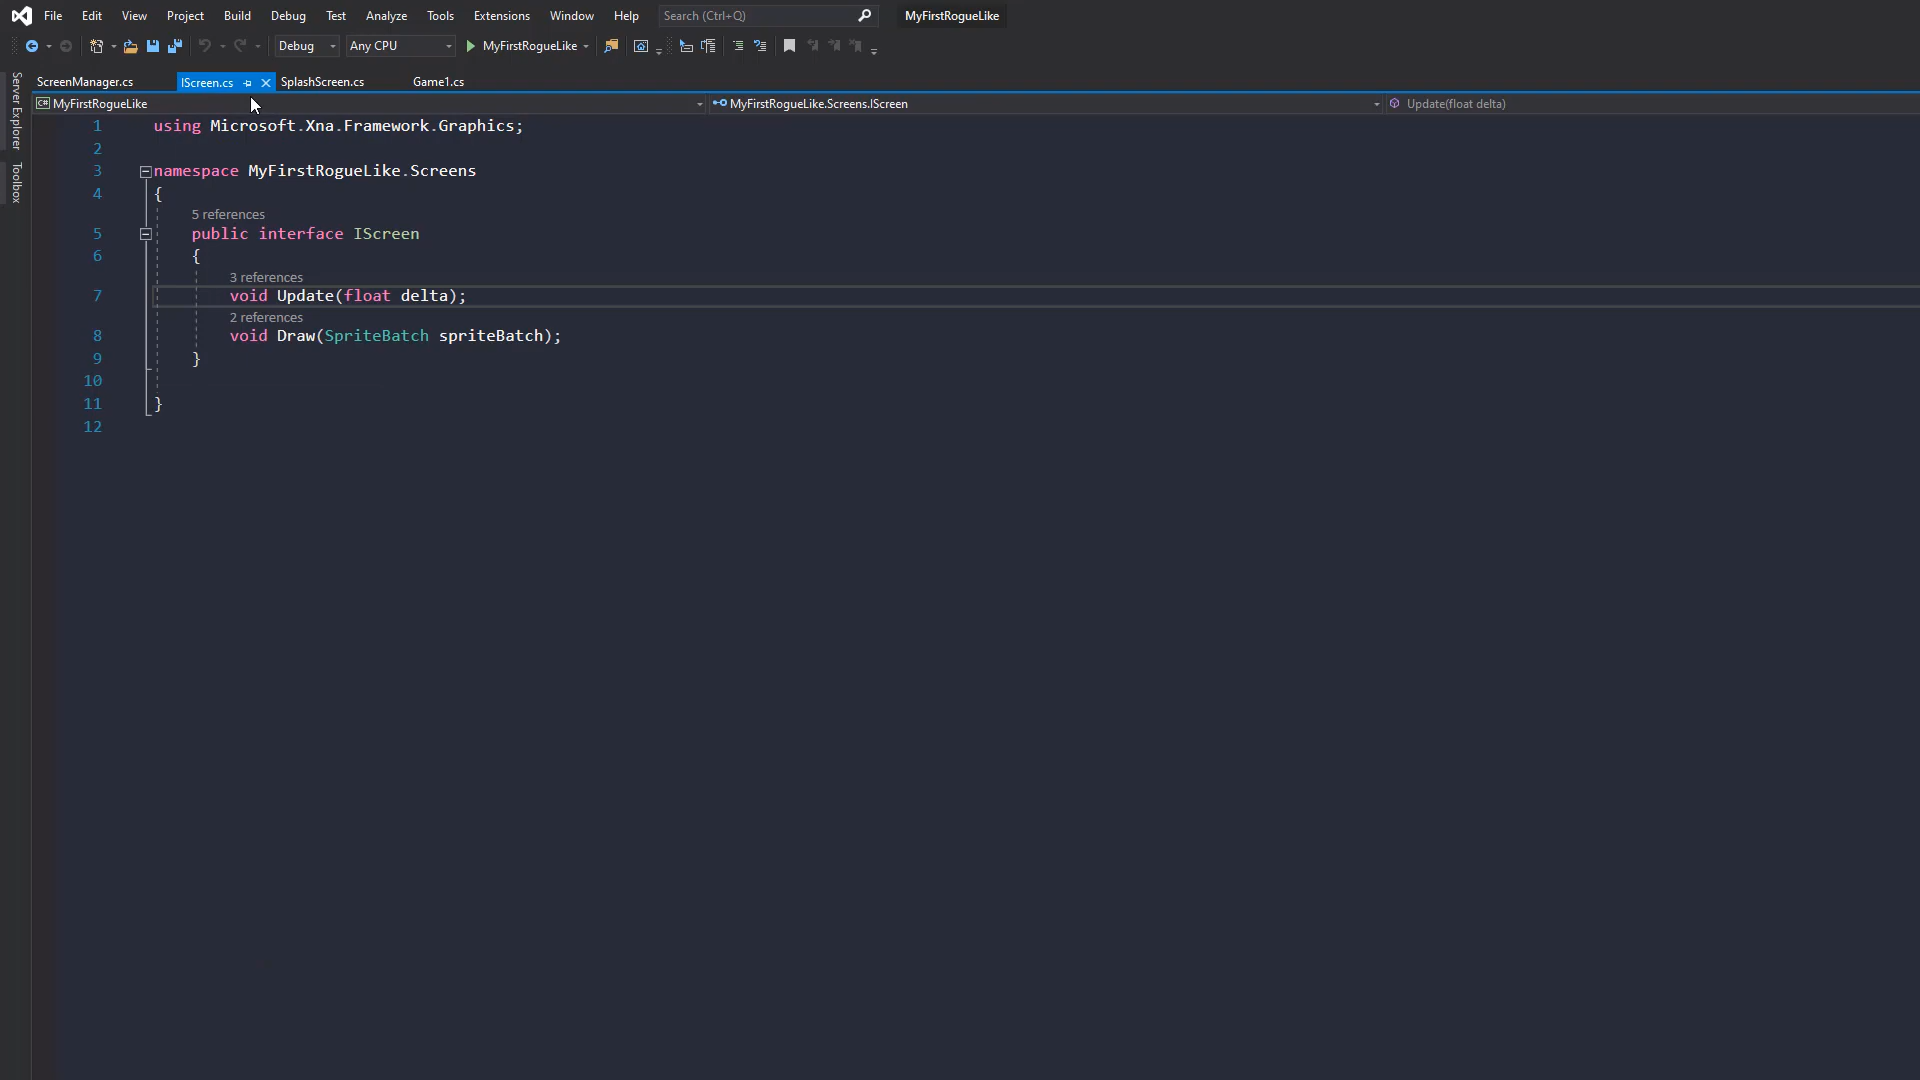 File Edit View Project Build Debug Test Analyze Tools Extensions Window Help Search (Ctrl+Q) MyFirstRogueLike
Debug Any CPU MyFirstRogueLike
ScreenManager.cs IScreen.cs SplashScreen.cs Game1.cs
C# MyFirstRogueLike MyFirstRogueLike.Screens.IScreen Update(float delta)
Server Explorer
Toolbox
1 using Microsoft.Xna.Framework.Graphics;
2
3 namespace MyFirstRogueLike.Screens
4 {
5 references
5 public interface IScreen
6 {
3 references
7 void Update(float delta);
2 references
8 void Draw(SpriteBatch spriteBatch);
9 }
10
11 }
12